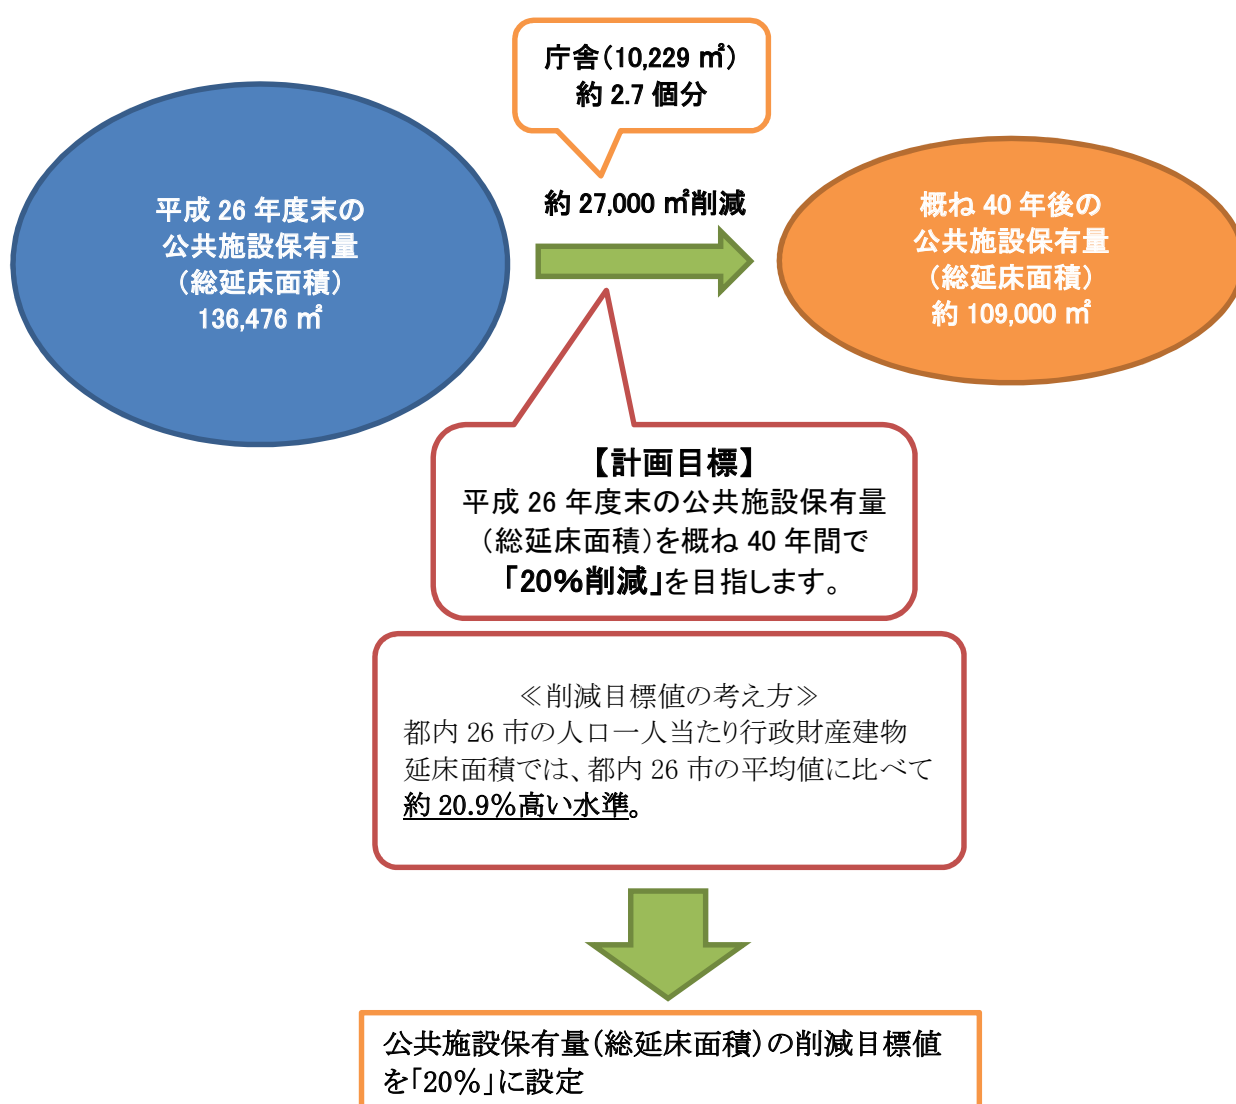 庁舎（10,229 ㎡）
約 2.7 個分
約 27,000 ㎡削減
平成 26 年度末の
公共施設保有量
（総延床面積）
136,476 ㎡
概ね 40 年後の
公共施設保有量
（総延床面積）
約 109,000 ㎡
【計画目標】
平成 26 年度末の公共施設保有量
（総延床面積）を概ね 40 年間で
「20％削減」を目指します。
≪削減目標値の考え方≫
都内 26 市の人口一人当たり行政財産建物
延床面積では、都内 26 市の平均値に比べて
約 20.9％高い水準。
公共施設保有量（総延床面積）の削減目標値
を「20％」に設定